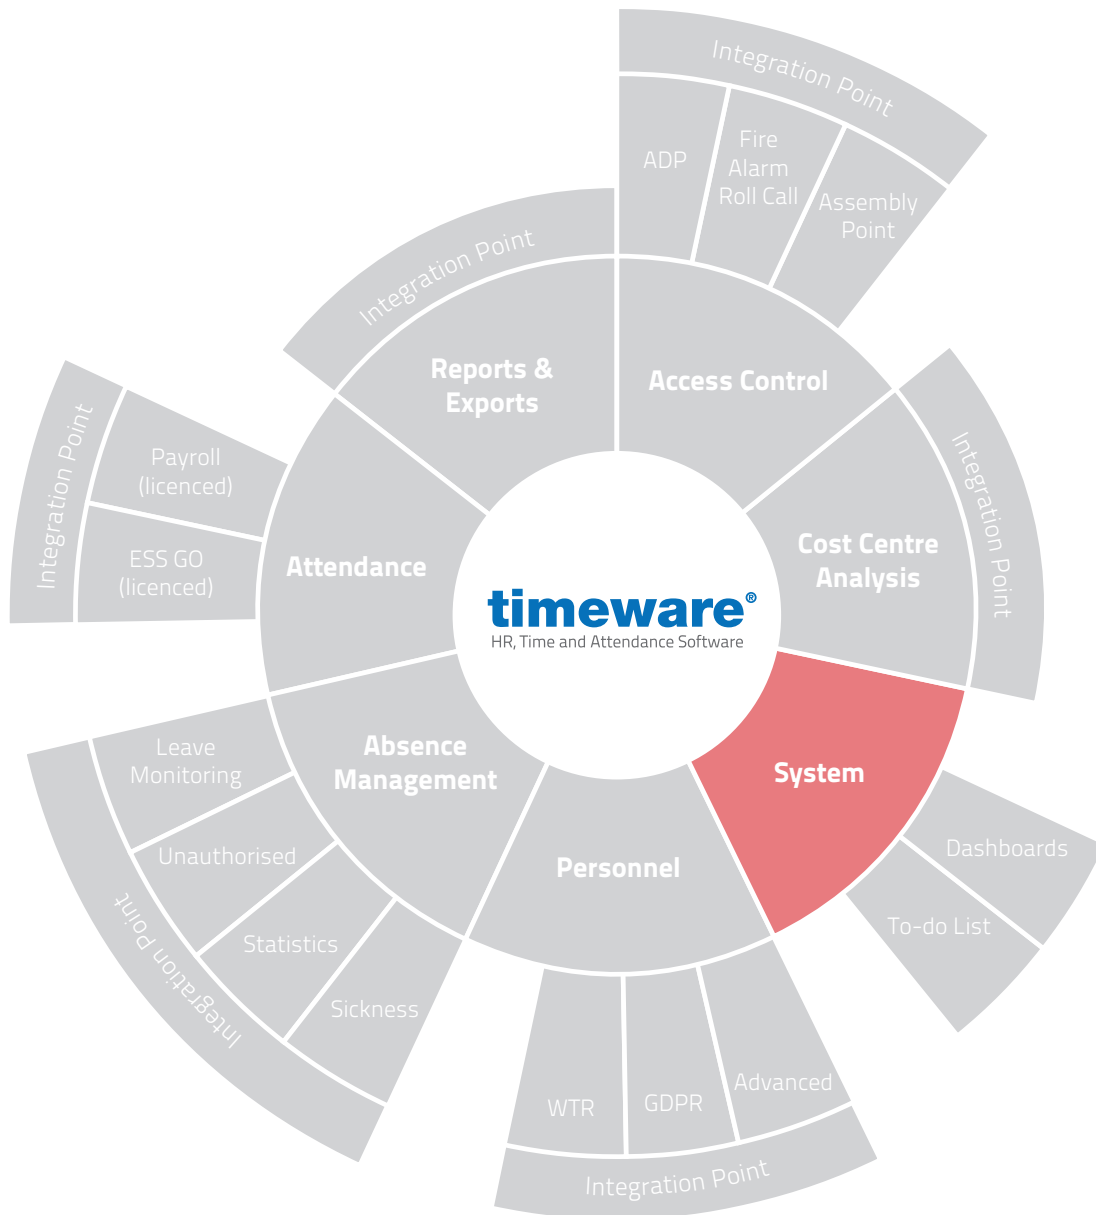 Integration Point
ADP
Fire
Alarm
Roll Call
Assembly
Point
Integration Point
Reports &
Exports
Access Control
Integration Point
Payroll
(licenced)
ESS GO
(licenced)
Attendance
Cost Centre
Analysis
Integration Point
timeware®
HR, Time and Attendance Software
Absence
Management
System
Leave
Monitoring
Unauthorised
Statistics
Sickness
Integration Point
Personnel
Dashboards
To-do List
WTR
GDPR
Advanced
Integration Point